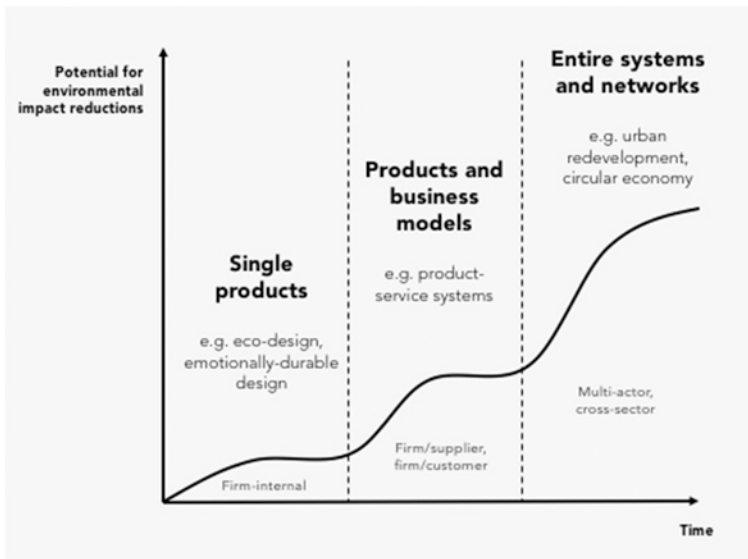 Potential for
environmental
impact reductions
Single
products
e.g. eco-design,
emotionally-durable
design
Firm-internal
Products and
business
models
e.g. product-
service systems
Firm/supplier,
firm/customer
Entire systems
and networks
e.g. urban
redevelopment,
circular economy
Multi-actor,
cross-sector
Time